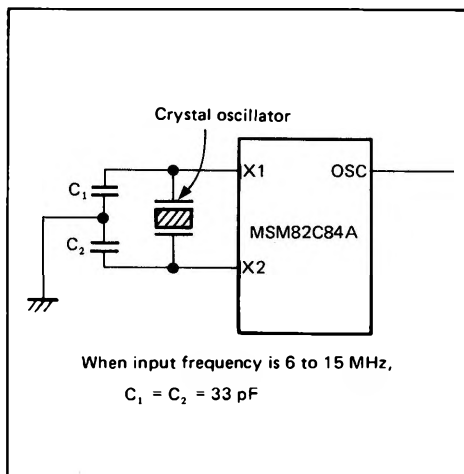 Crystal oscillator
X1
OSC
C₁
MSM82C84A
C₂
X2
When input frequency is 6 to 15 MHz,
C₁ = C₂ = 33 pF